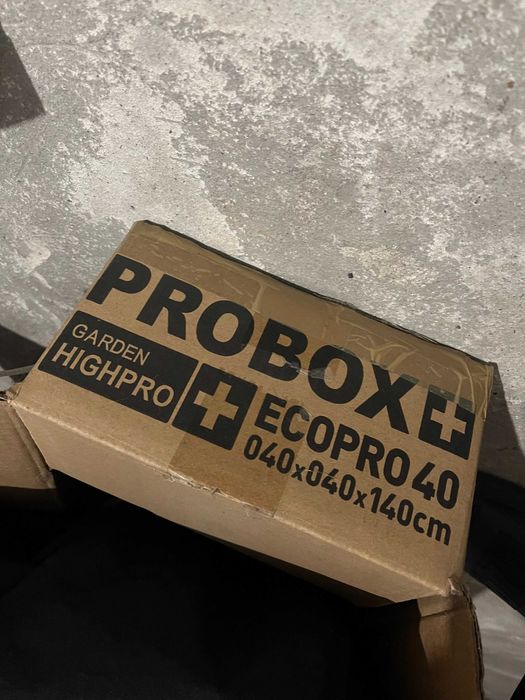 PROBOX
GARDEN
HIGHPRO
ECOPRO 40
040x040x140cm